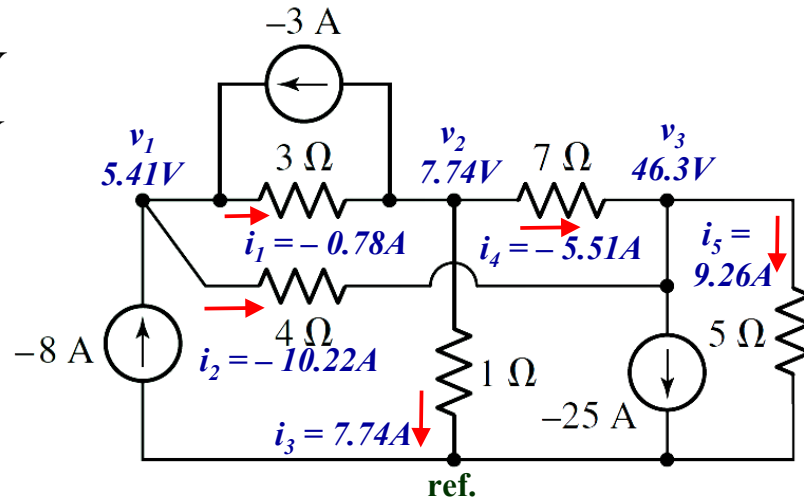 –3 A
v1
5.41V
3 Ω
v2
7.74V
7 Ω
v3
46.3V
i1 = – 0.78A
i4 = – 5.51A
i5 =
9.26A
–8 A
4 Ω
i2 = – 10.22A
1 Ω
–25 A
5 Ω
i3 = 7.74A
ref.